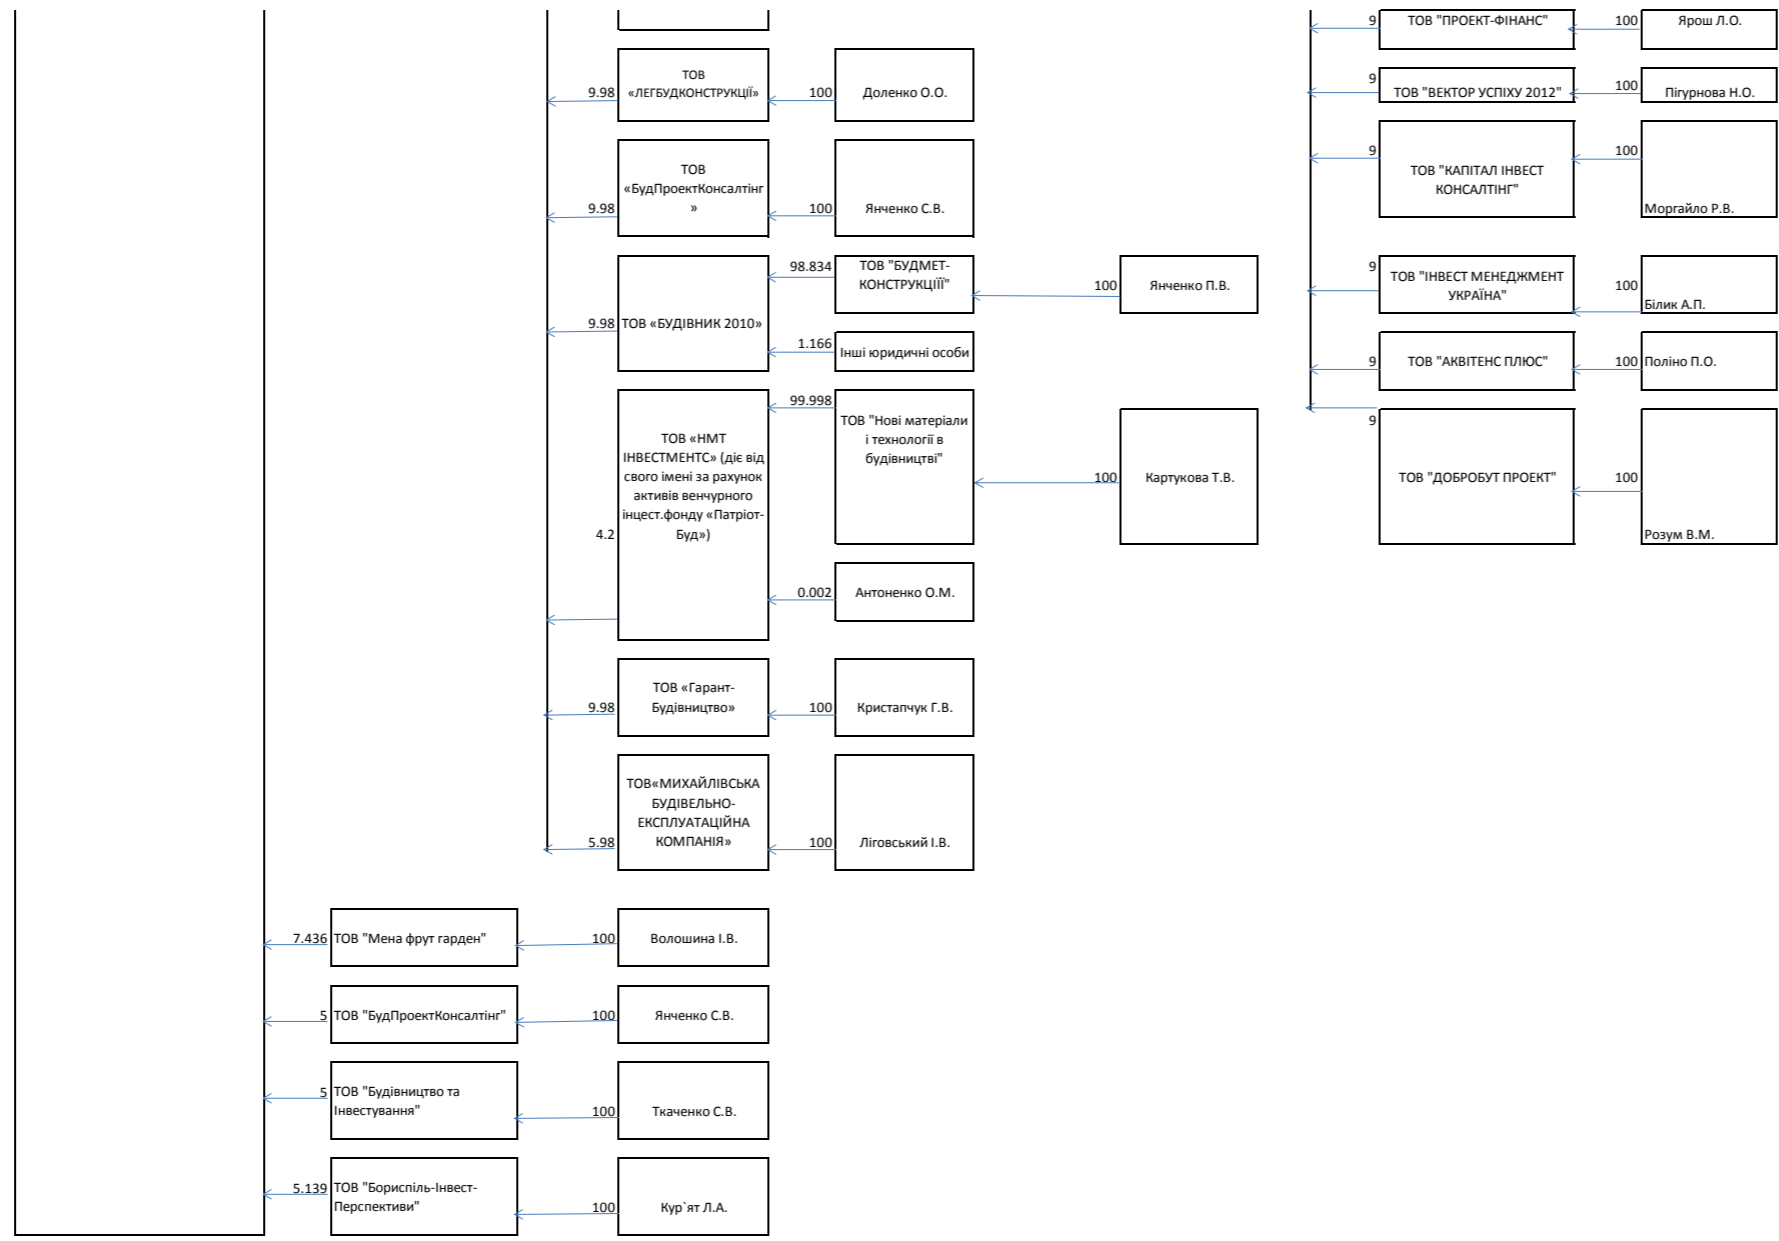 9 ТОВ "ПРОЕКТ-ФІНАНС" 100 Ярош Л.О.
9 ТОВ "ВЕКТОР УСПІХУ 2012" 100 Пігурнова Н.О.
9 ТОВ "КАПІТАЛ ІНВЕСТ
КОНСАЛТІНГ"
100
Моргайло Р.В.
9 ТОВ "ІНВЕСТ МЕНЕДЖМЕНТ
УКРАЇНА"
100
Білик А.П.
9 ТОВ "АКВІТЕНС ПЛЮС" 100 Поліно П.О.
9
ТОВ "ДОБРОБУТ ПРОЕКТ" 100
Розум В.М.
ТОВ
«ЛЕГБУДКОНСТРУКЦІЇ»
9.98 100 Доленко О.О.
ТОВ
«БудПроектКонсалтінг
»
9.98 100 Янченко С.В.
9.98 ТОВ «БУДІВНИК 2010»
98.834 ТОВ "БУДМЕТ-
КОНСТРУКЦІЇЇ"
100 Янченко П.В.
1.166 Інші юридичні особи
4.2
ТОВ «НМТ
ІНВЕСТМЕНТС» (діє від
свого імені за рахунок
активів венчурного
інцест.фонду «Патріот-
Буд»)
99.998
ТОВ "Нові матеріали
і технології в
будівництві"
100 Картукова Т.В.
0.002 Антоненко О.М.
ТОВ «Гарант-
Будівництво»
9.98 100 Кристапчук Г.В.
ТОВ«МИХАЙЛІВСЬКА
БУДІВЕЛЬНО-
ЕКСПЛУАТАЦІЙНА
КОМПАНІЯ»
5.98 100 Ліговський І.В.
7.436 ТОВ "Мена фрут гарден" 100 Волошина І.В.
5 ТОВ "БудПроектКонсалтінг" 100 Янченко С.В.
5 ТОВ "Будівництво та
Інвестування"
100 Ткаченко С.В.
5.139 ТОВ "Бориспіль-Інвест-
Перспективи"
100 Кур`ят Л.А.